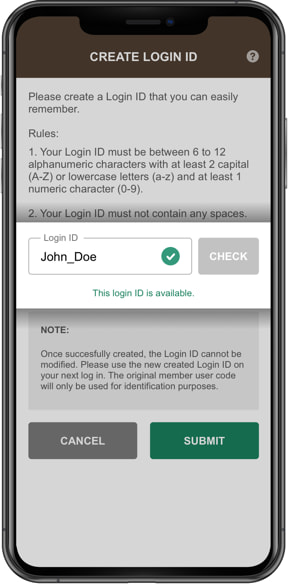 CREATE LOGIN ID ?
Please create a Login ID that you can easily
remember.
Rules:
1. Your Login ID must be between 6 to 12
alphanumeric characters with at least 2 capital
(A-Z) or lowercase letters (a-z) and at least 1
numeric character (0-9).
2. Your Login ID must not contain any spaces.
Login ID
John_Doe
CHECK
This login ID is available.
NOTE:
Once succesfully created, the Login ID cannot be
modified. Please use the new created Login ID on
your next log in. The original member user code
will only be used for identification purposes.
CANCEL
SUBMIT